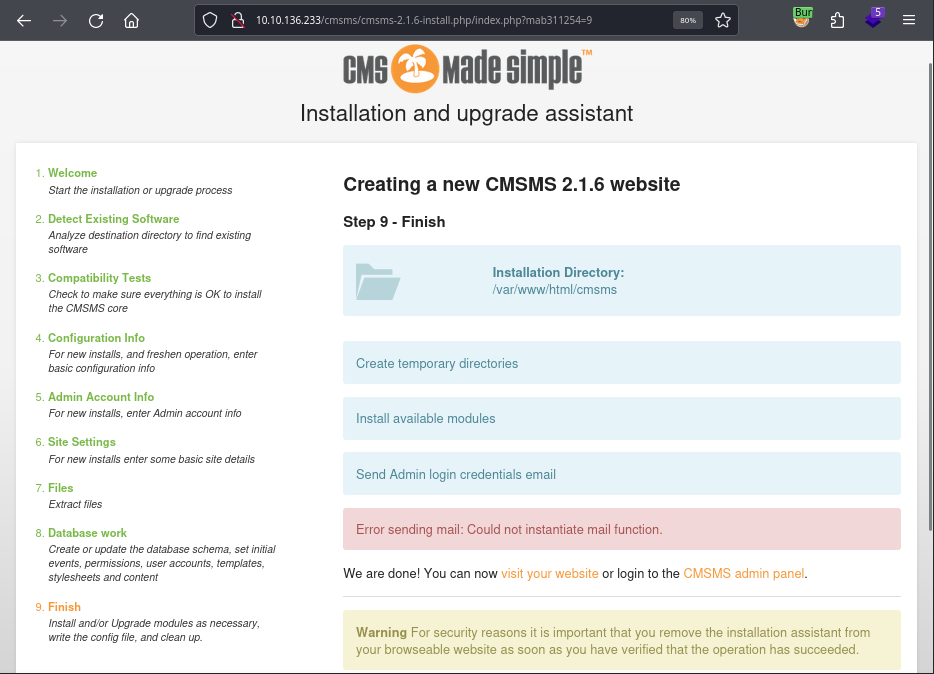 10.10.136.233/cmsms/cmsms-2.1.6-install.php/index.php?mab311254=9
80%
Bur
5
CMS made simple™
Installation and upgrade assistant
1. Welcome
Start the installation or upgrade process
2. Detect Existing Software
Analyze destination directory to find existing
software
3. Compatibility Tests
Check to make sure everything is OK to install
the CMSMS core
4. Configuration Info
For new installs, and freshen operation, enter
basic configuration info
5. Admin Account Info
For new installs, enter Admin account info
6. Site Settings
For new installs enter some basic site details
7. Files
Extract files
8. Database work
Create or update the database schema, set initial
events, permissions, user accounts, templates,
stylesheets and content
9. Finish
Install and/or Upgrade modules as necessary,
write the config file, and clean up.
Creating a new CMSMS 2.1.6 website
Step 9 - Finish
Installation Directory:
/var/www/html/cmsms
Create temporary directories
Install available modules
Send Admin login credentials email
Error sending mail: Could not instantiate mail function.
We are done! You can now visit your website or login to the CMSMS admin panel.
Warning For security reasons it is important that you remove the installation assistant from
your browseable website as soon as you have verified that the operation has succeeded.